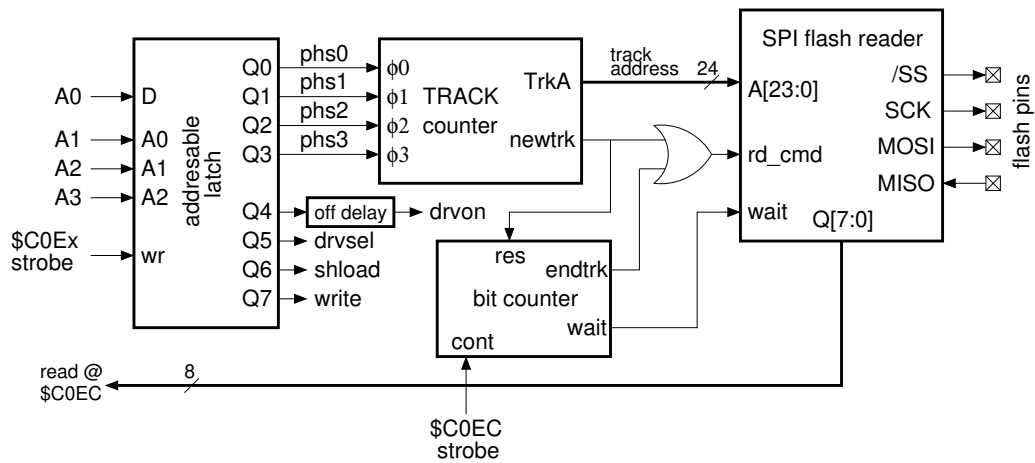 A0
A1
A2
A3
$C0Ex
strobe
D
A0
A1
A2
wr
addresable
latch
Q0
Q1
Q2
Q3
Q4
Q5
Q6
Q7
phs0
phs1
phs2
phs3
off delay
drvon
drvsel
shload
write
ϕ0
ϕ1
ϕ2
ϕ3
TRACK
counter
TrkA
newtrk
track
address
24
res
endtrk
bit counter
wait
cont
$C0EC
strobe
SPI flash reader
A[23:0]
rd_cmd
wait
Q[7:0]
/SS
SCK
MOSI
MISO
flash pins
read @
$C0EC
8